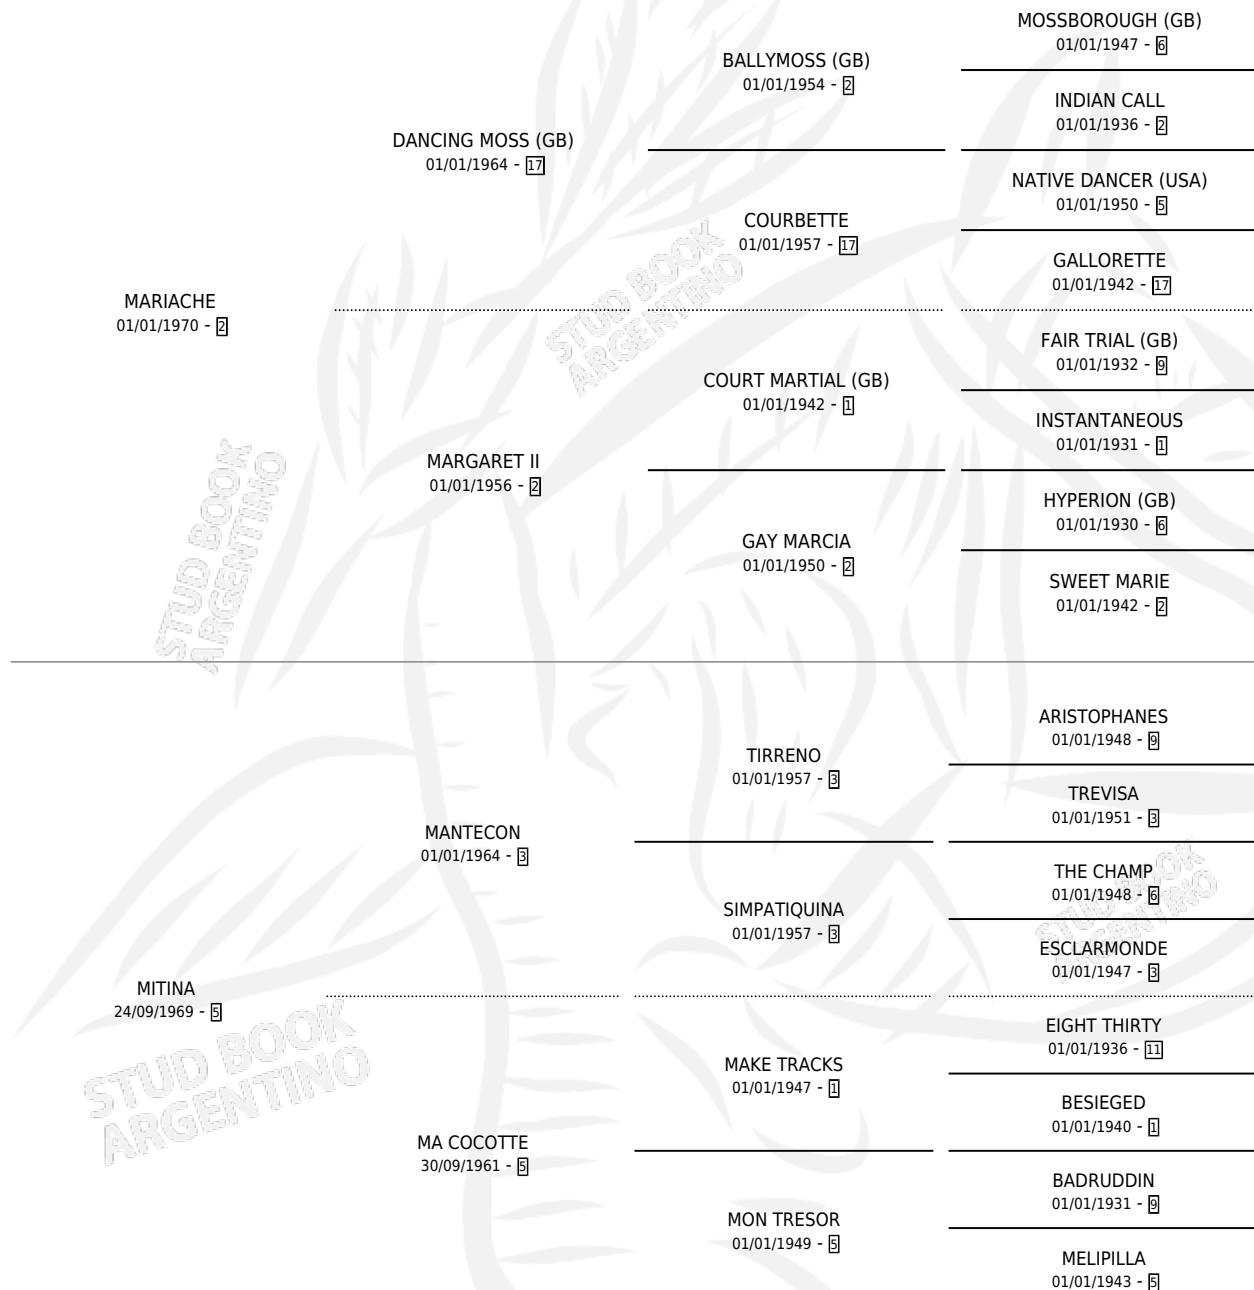 MOSSBOROUGH (GB)
01/01/1947 - 6
BALLYMOSS (GB)
01/01/1954 - 2
INDIAN CALL
01/01/1936 - 2
DANCING MOSS (GB)
01/01/1964 - 17
NATIVE DANCER (USA)
01/01/1950 - 5
COURBETTE
01/01/1957 - 17
GALLORETTE
01/01/1942 - 17
MARIACHE
01/01/1970 - 2
FAIR TRIAL (GB)
01/01/1932 - 9
COURT MARTIAL (GB)
01/01/1942 - 1
INSTANTANEOUS
01/01/1931 - 1
MARGARET II
01/01/1956 - 2
HYPERION (GB)
01/01/1930 - 6
GAY MARCIA
01/01/1950 - 2
SWEET MARIE
01/01/1942 - 2
STUD BOOK
ARGENTINO
STUD BOOK
ARGENTINO
ARISTOPHANES
01/01/1948 - 9
TIRRENO
01/01/1957 - 3
TREVISA
01/01/1951 - 3
MANTECON
01/01/1964 - 3
THE CHAMP
01/01/1948 - 6
SIMPATIQUINA
01/01/1957 - 3
ESCLARMONDE
01/01/1947 - 3
MITINA
24/09/1969 - 5
EIGHT THIRTY
01/01/1936 - 11
MAKE TRACKS
01/01/1947 - 1
BESIEGED
01/01/1940 - 1
MA COCOTTE
30/09/1961 - 5
BADRUDDIN
01/01/1931 - 9
MON TRESOR
01/01/1949 - 5
MELIPILLA
01/01/1943 - 5
STUD BOOK
ARGENTINO
STUD BOOK
ARGENTINO